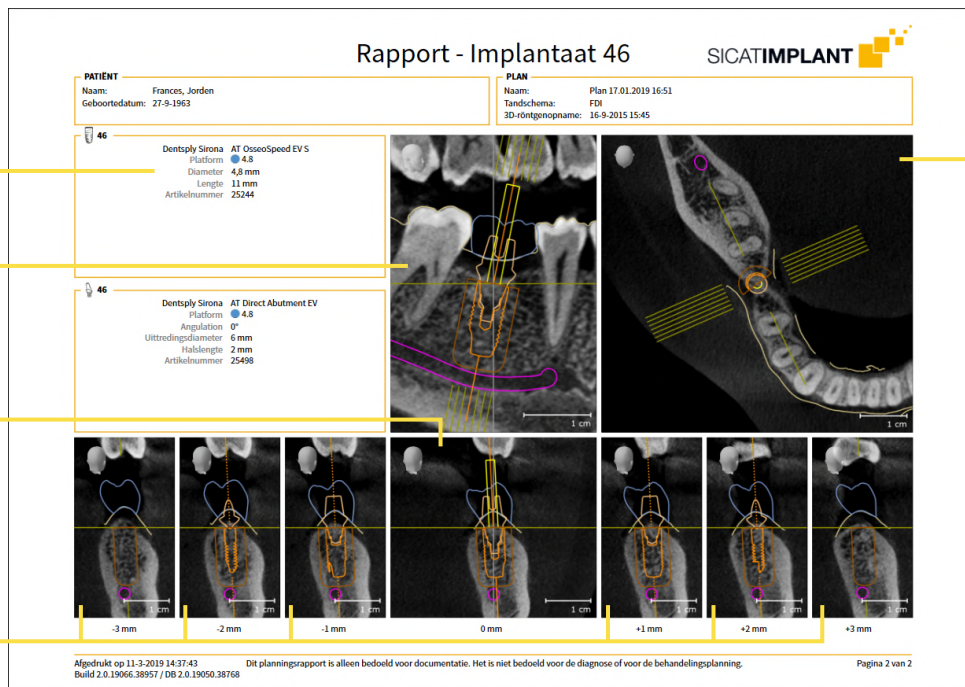 Rapport - Implantaat 46
SICATIMPLANT
PATIËNT
Naam: Frances, Jorden
Geboortedatum: 27-9-1963
PLAN
Naam: Plan 17.01.2019 16:51
Tandschema: FDI
3D-röntgenopname: 16-9-2015 15:45
46
Dentsply Sirona AT OsseoSpeed EV S
Platform 4.8
Diameter 4,8 mm
Lengte 11 mm
Artikelnummer 25244
46
Dentsply Sirona AT Direct Abutment EV
Platform 4.8
Angulation 0°
Uittredingsdiameter 6 mm
Halslengte 2 mm
Artikelnummer 25498
1 cm
1 cm
1 cm
1 cm
1 cm
1 cm
1 cm
1 cm
1 cm
-3 mm
-2 mm
-1 mm
0 mm
+1 mm
+2 mm
+3 mm
Afgedrukt op 11-3-2019 14:37:43
Build 2.0.19066.38957 / DB 2.0.19050.38768
Dit planningsrapport is alleen bedoeld voor documentatie. Het is niet bedoeld voor de diagnose of voor de behandelingsplanning.
Pagina 2 van 2